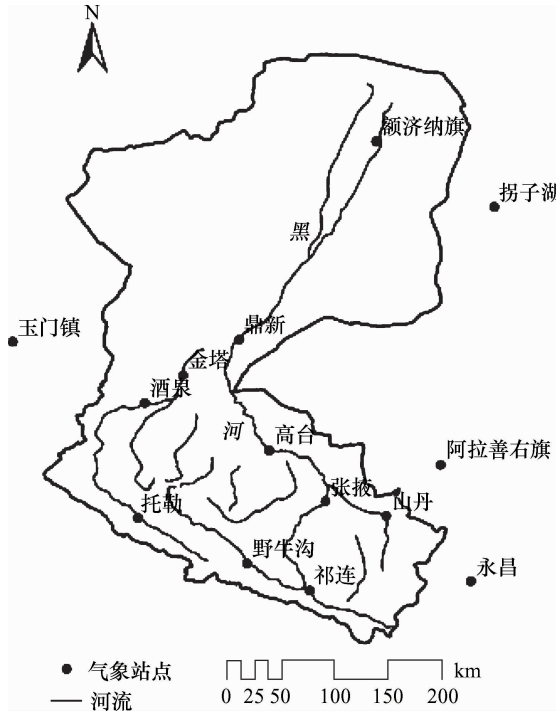 N
额济纳旗
拐子湖
黑
鼎新
玉门镇
金塔
酒泉
河
高台
阿拉善右旗
张掖
山丹
托勒
野牛沟
祁连
永昌
气象站点
河流
km
0 25 50 100 150 200